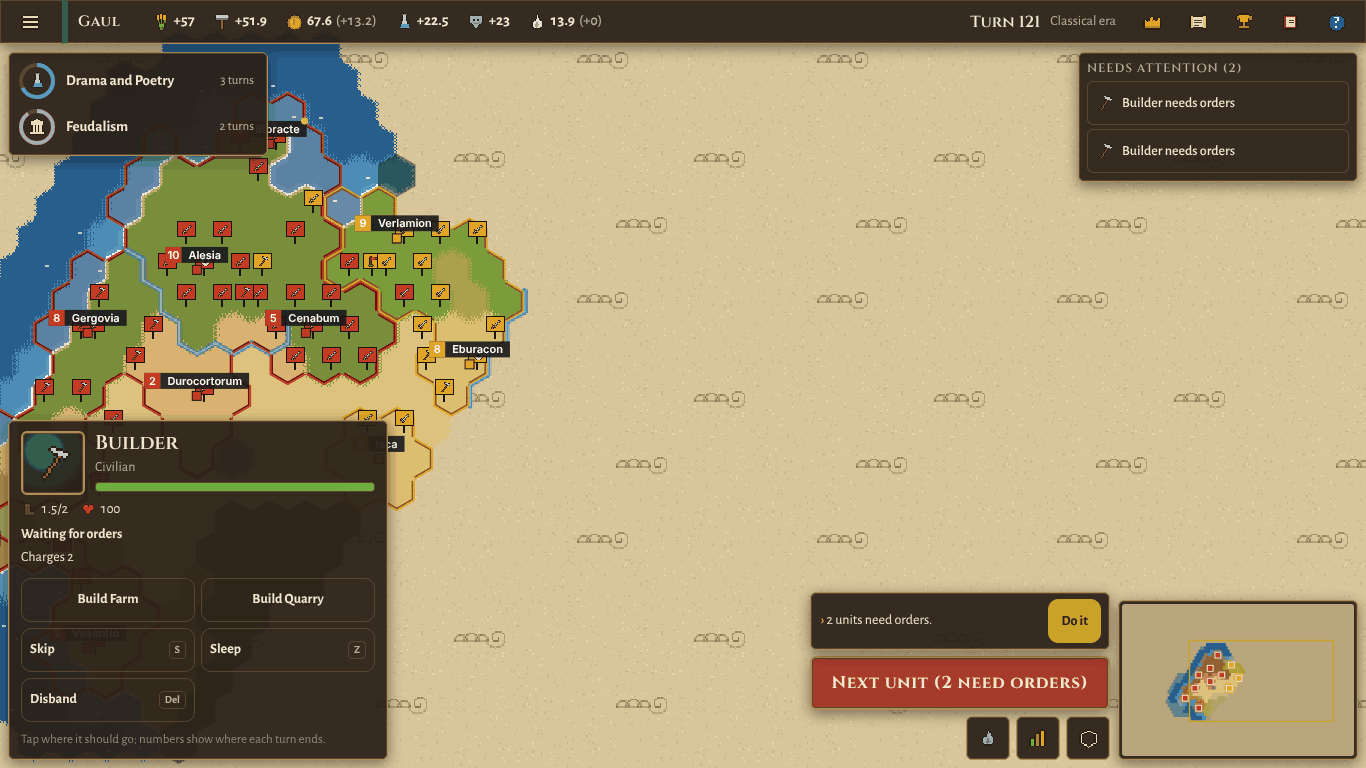 Gaul
+57
+51.9
67.6 (+13.2)
+22.5
+23
13.9 (+0)
Turn 121
Classical era
Drama and Poetry
3 turns
Feudalism
2 turns
NEEDS ATTENTION (2)
Builder needs orders
Builder needs orders
9 Verlamion
10 Alesia
8 Gergovia
5 Cenabum
8 Eburacon
2 Durocortorum
Builder
Civilian
1.5/2
100
Waiting for orders
Charges 2
Build Farm
Build Quarry
Skip S
Sleep Z
Disband Del
Tap where it should go; numbers show where each turn ends.
› 2 units need orders.
Do it
Next unit (2 need orders)